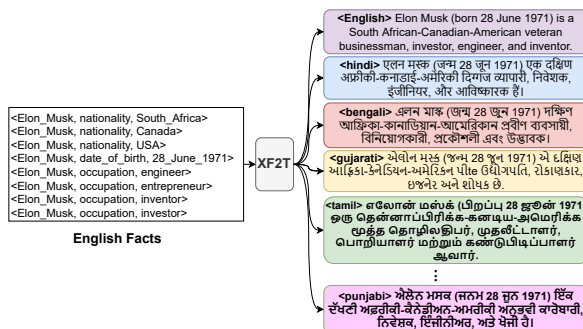 <English> Elon Musk (born 28 June 1971) is a
South African-Canadian-American veteran
businessman, investor, engineer, and inventor.
<hindi> एलन मस्क (जन्म 28 जून 1971) एक दक्षिण
अफ़्रीकी-कनाडाई-अमेरिकी दिग्गज व्यापारी, निवेशक,
इंजीनियर, और आविष्कारक हैं।
<Elon_Musk, nationality, South_Africa>
<Elon_Musk, nationality, Canada>
<Elon_Musk, nationality, USA>
<Elon_Musk, date_of_birth, 28_June_1971>
<Elon_Musk, occupation, engineer>
<Elon_Musk, occupation, entrepreneur>
<Elon_Musk, occupation, inventor>
<Elon_Musk, occupation, investor>
English Facts
XF2T
<bengali> এলন মাস্ক (জন্ম 28 জুন 1971) দক্ষিণ
আফ্রিকা-কানাডিয়ান-আমেরিকান প্রবীণ ব্যবসায়ী,
বিনিয়োগকারী, প্রকৌশলী এবং উদ্ভাবক।
<gujarati> એલોન મસ્ક (જન્મ 28 જૂન 1971) એ દક્ષિણ
આફ્રિકા-કેનેડિયન-અમેરિકન પીte ઉદ્યોગપતિ, રોકાણકાર,
ઇજનેર અને શોધક છે.
<tamil> எலோன் மஸ்க் (பிறப்பு 28 ஜூன் 1971
ஒரு தென்னாப்பிரிக்க-கனடிய-அமெரிக்க
மூத்த தொழிலதிபர், முதலீட்டாளர்,
பொறியாளர் மற்றும் கண்டுபிடிப்பாளர்
ஆவார்.
<punjabi> ਐਲੋਨ ਮਸਕ (ਜਨਮ 28 ਜੂਨ 1971) ਇੱਕ
ਦੱਖਣੀ ਅਫ਼ਰੀਕੀ-ਕੈਨੇਡੀਅਨ-ਅਮਰੀਕੀ ਅਨੁਭਵੀ ਕਾਰੋਬਾਰੀ,
ਨਿਵੇਸ਼ਕ, ਇੰਜੀਨੀਅਰ, ਅਤੇ ਖੋਜੀ ਹੈ।